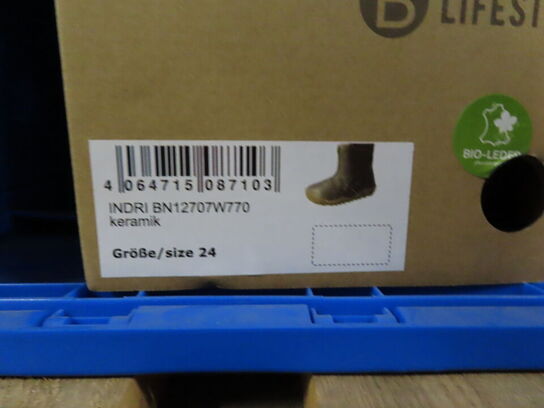 B LIFEST
BIO-LEDER
4 064715 087103
INDRI BN12707W770
keramik
Größe/size 24